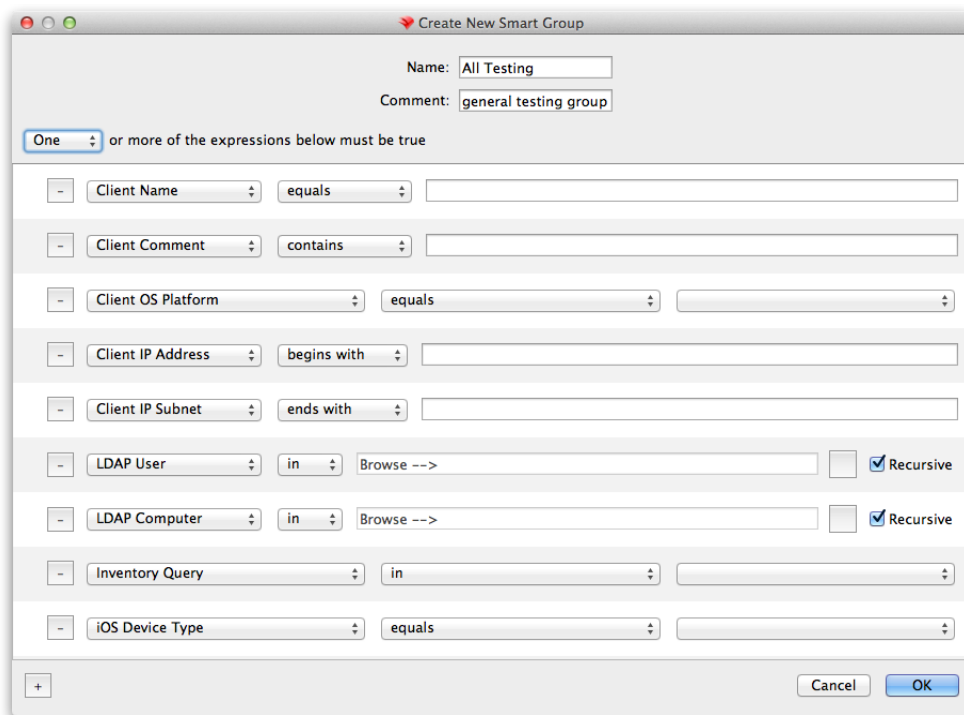 Create New Smart Group
Name: All Testing
Comment: general testing group
One or more of the expressions below must be true
- Client Name equals
- Client Comment contains
- Client OS Platform equals
- Client IP Address begins with
- Client IP Subnet ends with
- LDAP User in Browse --> Recursive
- LDAP Computer in Browse --> Recursive
- Inventory Query in
- iOS Device Type equals
+ Cancel OK